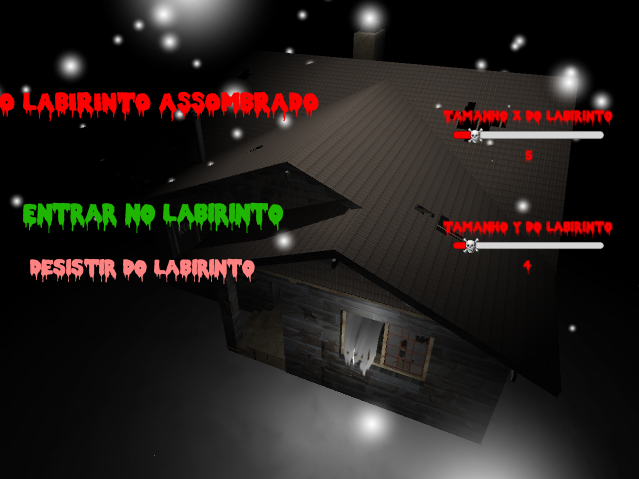 O LABIRINTO ASSOMBRADO
TAMANHO X DO LABIRINTO
5
ENTRAR NO LABIRINTO
TAMANHO Y DO LABIRINTO
4
DESISTIR DO LABIRINTO